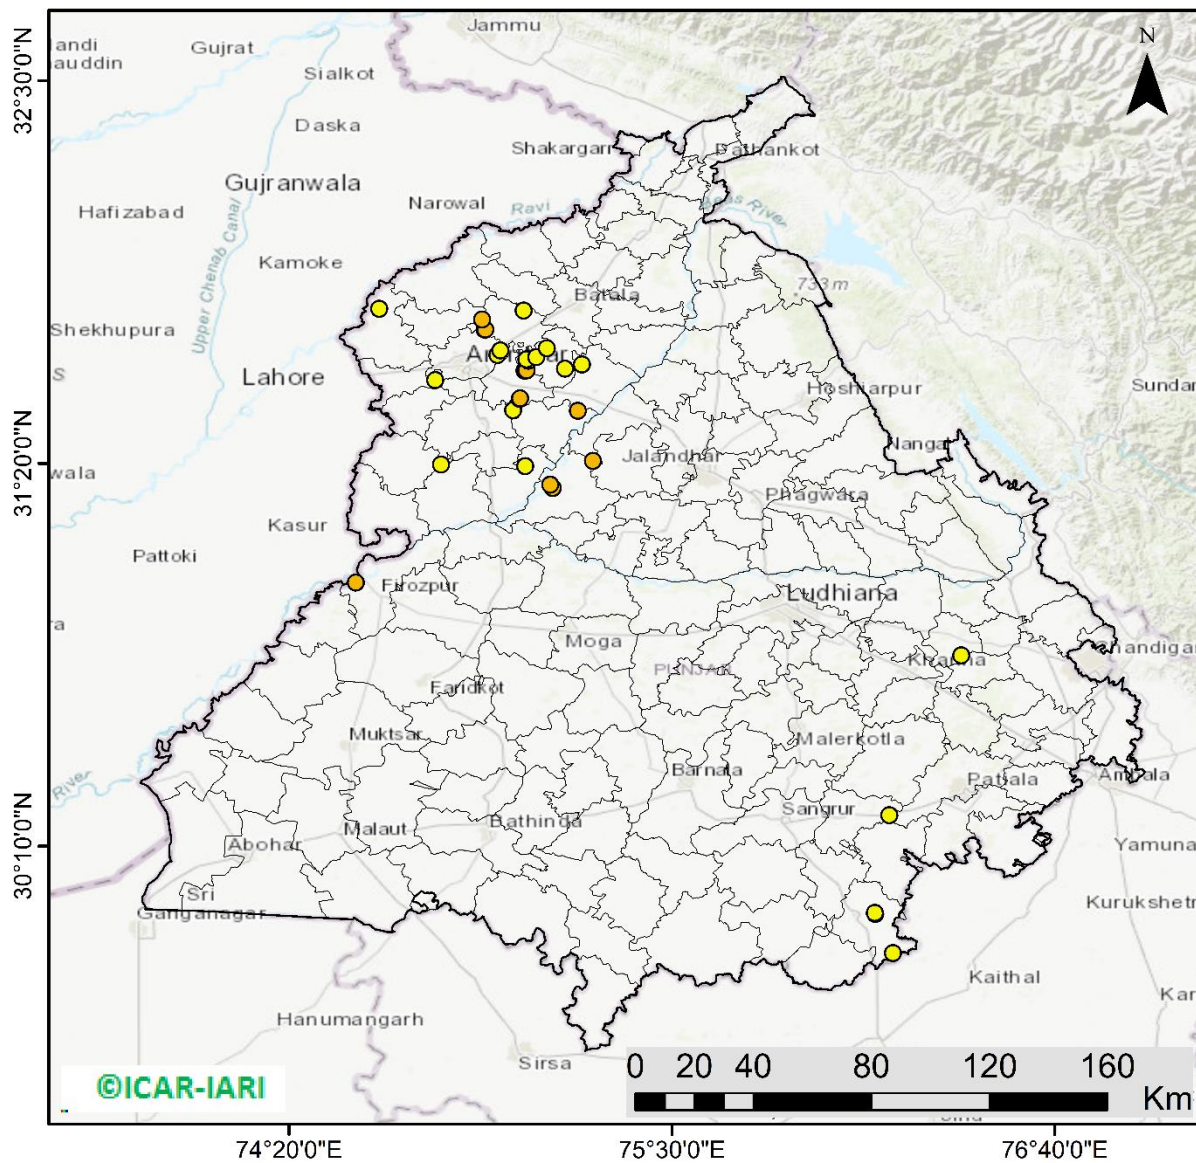 Jammu
N
andi
auddin
Gujrat
Sialkot
32°30'0"N
Daska
Shakargarh
Pathankot
Gujranwala
Hafizabad
Narowal
Ravi
Beas River
Upper Chenab Canal
Kamoke
733 m
Batala
Shekhupura
Amritsar
S
Lahore
Hoshiarpur
Sundar
31°20'0"N
wala
Nangal
Jalandhar
Phagwara
Kasur
Pattoki
Firozpur
Ludhiana
ra
Moga
Chandigar
Khanna
PUNJAB
Faridkot
Muktsar
Malerkotla
River
Barnala
Patiala
Ambala
Sangrur
30°10'0"N
Malaut
Bathinda
Abohar
Yamuna
Sri
Ganganagar
Kurukshetr
Kaithal
Kar
Hanumangarh
Sirsa
©ICAR-IARI
0 20 40 80 120 160
Km
74°20'0"E 75°30'0"E 76°40'0"E